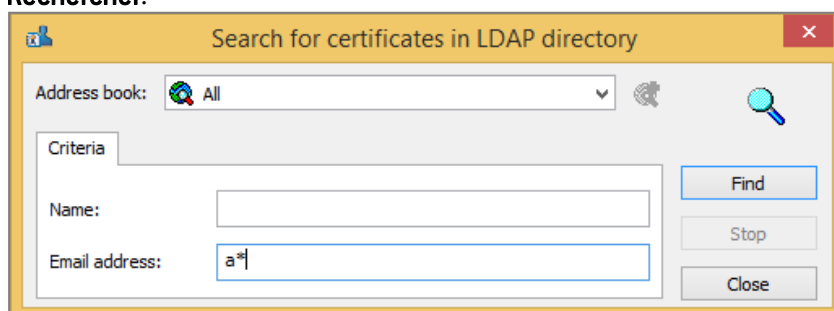 Rechercher.
Search for certificates in LDAP directory
Address book: All
Criteria
Name:
Email address: a*
Find
Stop
Close